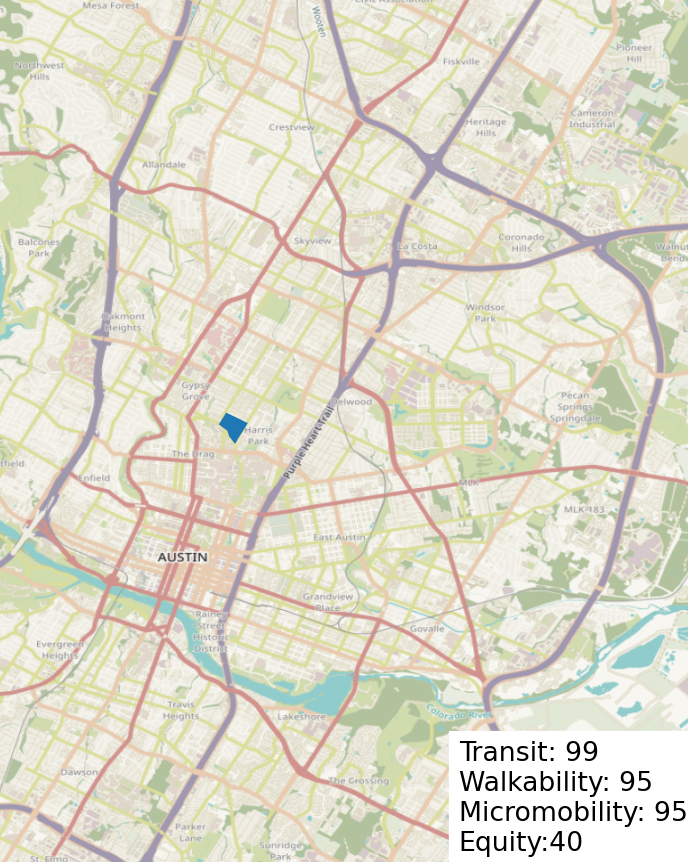 Mesa Forest
Wooten
Civic Association
Northwest
Hills
Fiskville
Pioneer
Hill
Crestview
Heritage
Hills
Cameron
Industrial
Allandale
Balcones
Park
Skyview
La Costa
Coronado
Hills
Walnut
Bend
Oakmont
Heights
Windsor
Park
Gypsy
Grove
Delwood
Pecan
Springs
Springdale
Harris
Park
Purple Heart Trail
The Drag
tfield
Enfield
MLK
MLK-183
AUSTIN
East Austin
Grandview
Place
Rainey
Street
Historic
District
Govalle
Evergreen
Heights
Travis
Heights
Lakeshore
Colorado River
Dawson
The Grossing
Parker
Lane
St. Elmo
Sunridge
Park
Transit: 99
Walkability: 95
Micromobility: 95
Equity:40